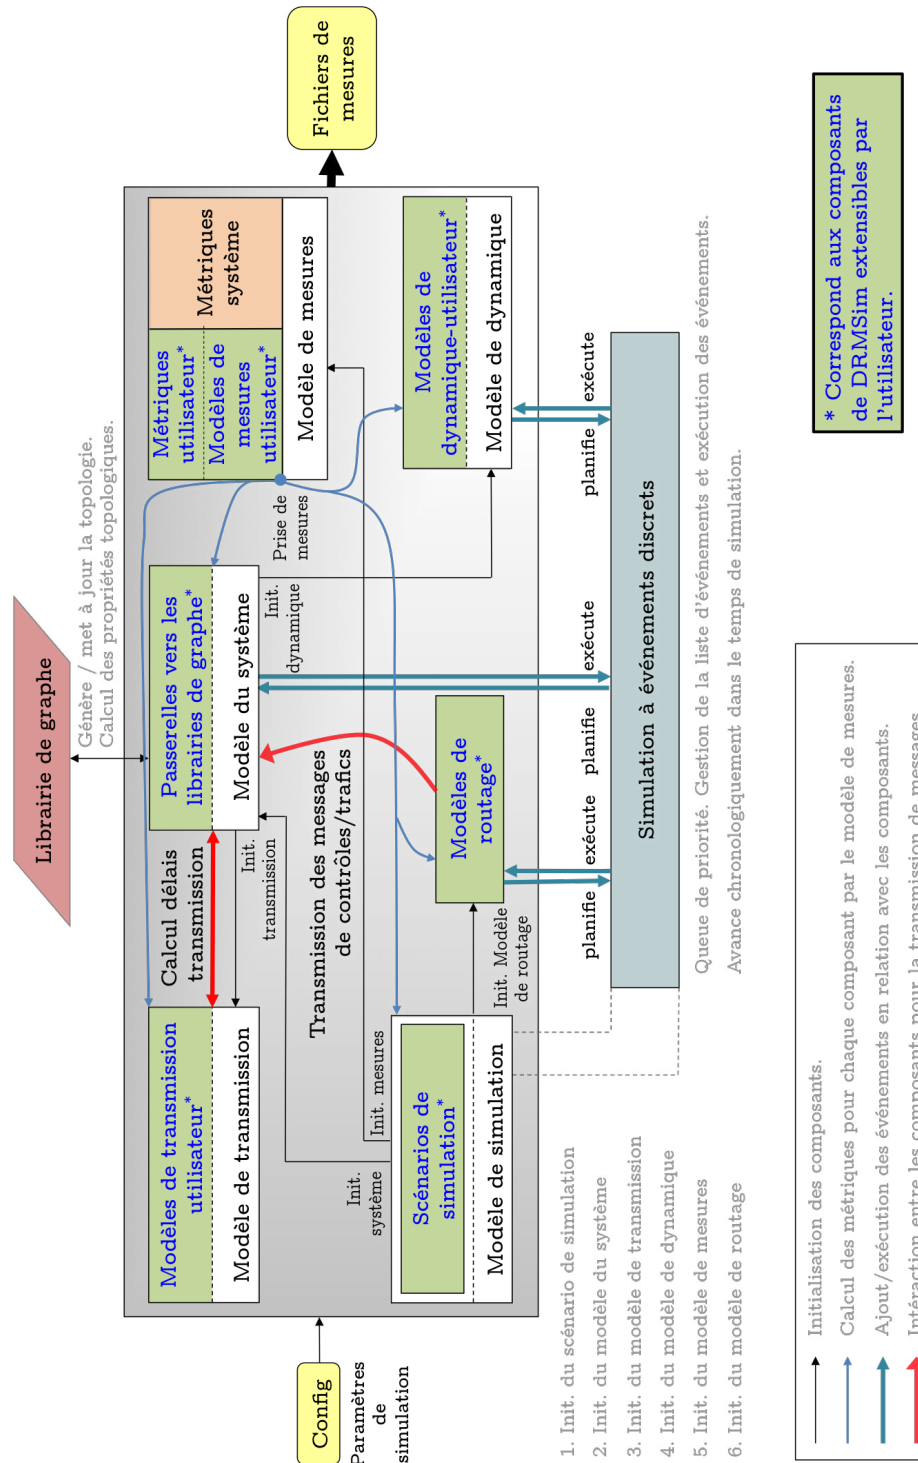 Librairie de graphe
Génère / met à jour la topologie.
Calcul des propriétés topologiques.
Config
Paramètres
de
simulation
Modèles de transmission
utilisateur*
Modèle de transmission
Calcul délais
transmission
Init.
transmission
Passerelles vers les
librairies de graphe*
Modèle du système
Init.
dynamique
Prise de
mesures
Métriques
utilisateur*
Modèles de
mesures
utilisateur*
Métriques
système
Modèle de mesures
Fichiers de
mesures
Transmission des messages
de contrôles/trafics
Init.
système
Init. mesures
Scénarios de
simulation*
Modèle de simulation
Init. Modèle
de routage
Modèles de
routage*
Modèles de
dynamique-utilisateur*
Modèle de dynamique
planifie
exécute
planifie
exécute
planifie
exécute
Simulation à événements discrets
Queue de priorité. Gestion de la liste d'événements et exécution des événements.
Avance chronologiquement dans le temps de simulation.
1. Init. du scénario de simulation
2. Init. du modèle du système
3. Init. du modèle de transmission
4. Init. du modèle de dynamique
5. Init. du modèle de mesures
6. Init. du modèle de routage
Initialisation des composants.
Calcul des métriques pour chaque composant par le modèle de mesures.
Ajout/exécution des événements en relation avec les composants.
Intéraction entre les composants pour la transmission de messages
* Correspond aux composants
de DRMSim extensibles par
l'utilisateur.